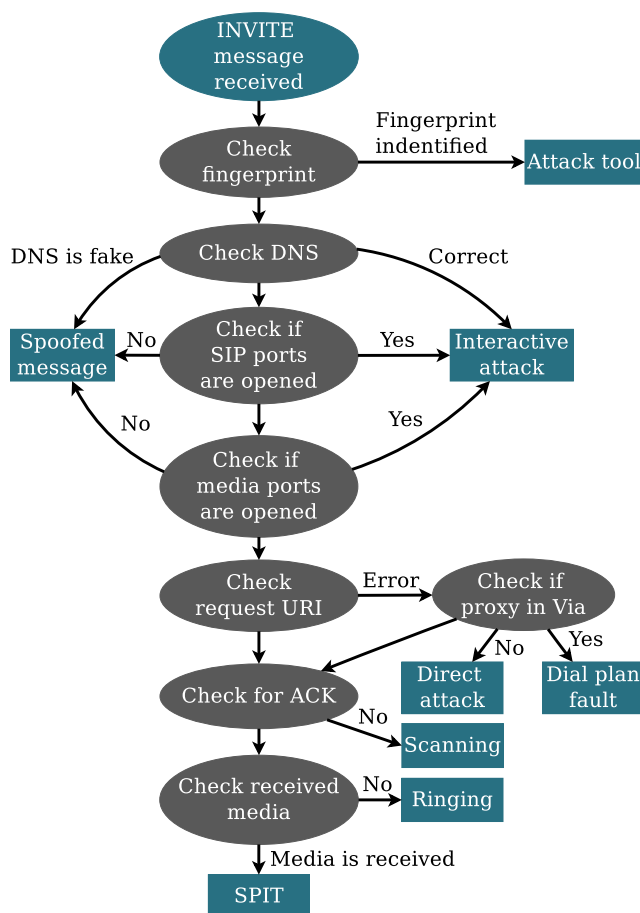 INVITE
message
received
Fingerprint
indentified
Check
fingerprint
Attack tool
DNS is fake
Check DNS
Correct
Spoofed
message
No
Check if
SIP ports
are opened
Yes
Interactive
attack
No
Yes
Check if
media ports
are opened
Check
request URI
Error
Check if
proxy in Via
No
Yes
Direct
attack
Dial plan
fault
Check for ACK
No
Scanning
Check received
media
No
Ringing
Media is received
SPIT